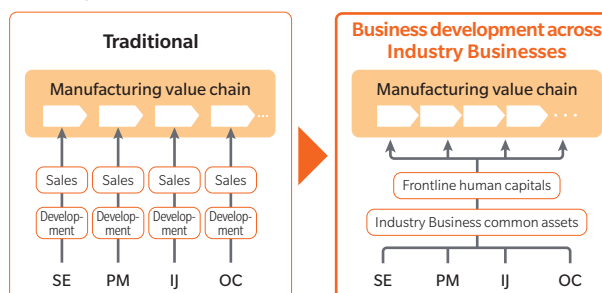 Traditional
Manufacturing value chain
...
Sales Sales Sales Sales
Develop-
ment
Develop-
ment
Develop-
ment
Develop-
ment
SE PM IJ OC
Business development across
Industry Businesses
Manufacturing value chain
...
Frontline human capitals
Industry Business common assets
SE PM IJ OC